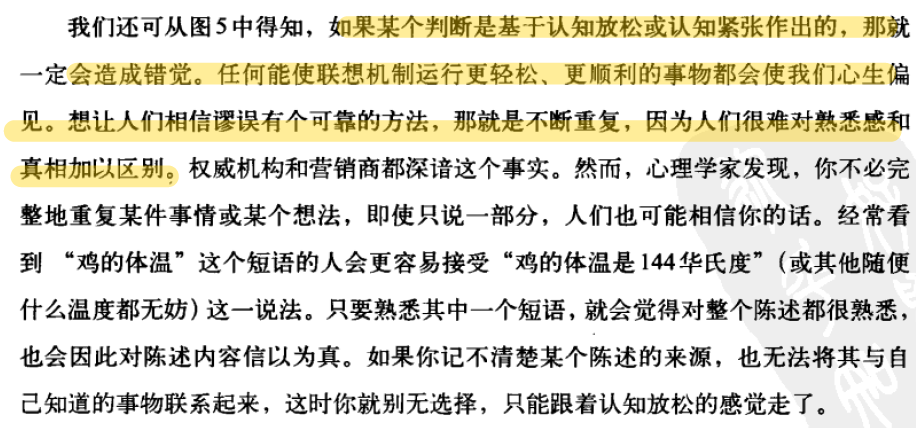 我们还可从图5中得知，如果某个判断是基于认知放松或认知紧张作出的，那就
一定会造成错觉。任何能使联想机制运行更轻松、更顺利的事物都会使我们心生偏
见。想让人们相信谬误有个可靠的方法，那就是不断重复，因为人们很难对熟悉感和
真相加以区别。权威机构和营销商都深谙这个事实。然而，心理学家发现，你不必完
整地重复某件事情或某个想法，即使只说一部分，人们也可能相信你的话。经常看
到“鸡的体温”这个短语的人会更容易接受“鸡的体温是144华氏度”（或其他随便
什么温度都无妨）这一说法。只要熟悉其中一个短语，就会觉得对整个陈述都很熟悉，
也会因此对陈述内容信以为真。如果你记不清楚某个陈述的来源，也无法将其与自
己知道的事物联系起来，这时你就别无选择，只能跟着认知放松的感觉走了。